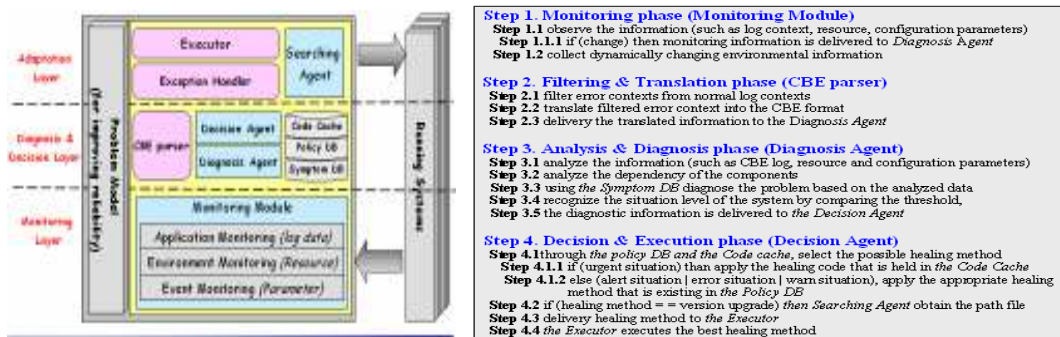 Adaptation
Layer
Diagnosis &
Decision Layer
Monitoring
Layer
Problem Model
(for improving reliability)
Executor
Exception Handler
Searching
Agent
CBE parser
Decision Agent
Diagnosis Agent
Code Cache
Policy DB
Symptom DB
Monitoring Module
Application Monitoring (log data)
Environment Monitoring (Resource)
Event Monitoring (Parameter)
Running Systems
Step 1. Monitoring phase (Monitoring Module)
Step 1.1 observe the information (such as log context, resource, configuration parameters)
Step 1.1.1 if (change) then monitoring information is delivered to Diagnosis Agent
Step 1.2 collect dynamically changing environmental information
Step 2. Filtering & Translation phase (CBE parser)
Step 2.1 filter error contexts from normal log contexts
Step 2.2 translate filtered error context into the CBE format
Step 2.3 delivery the translated information to the Diagnosis Agent
Step 3. Analysis & Diagnosis phase (Diagnosis Agent)
Step 3.1 analyze the information (such as CBE log, resource and configuration parameters)
Step 3.2 analyze the dependency of the components
Step 3.3 using the Symptom DB diagnose the problem based on the analyzed data
Step 3.4 recognize the situation level of the system by comparing the threshold,
Step 3.5 the diagnostic information is delivered to the Decision Agent
Step 4. Decision & Execution phase (Decision Agent)
Step 4.1through the policy DB and the Code cache, select the possible healing method
Step 4.1.1 if (urgent situation) than apply the healing code that is held in the Code Cache
Step 4.1.2 else (alert situation | error situation | warn situation), apply the appropriate healing
method that is existing in the Policy DB
Step 4.2 if (healing method = = version upgrade) then Searching Agent obtain the path file
Step 4.3 delivery healing method to the Executor
Step 4.4 the Executor executes the best healing method